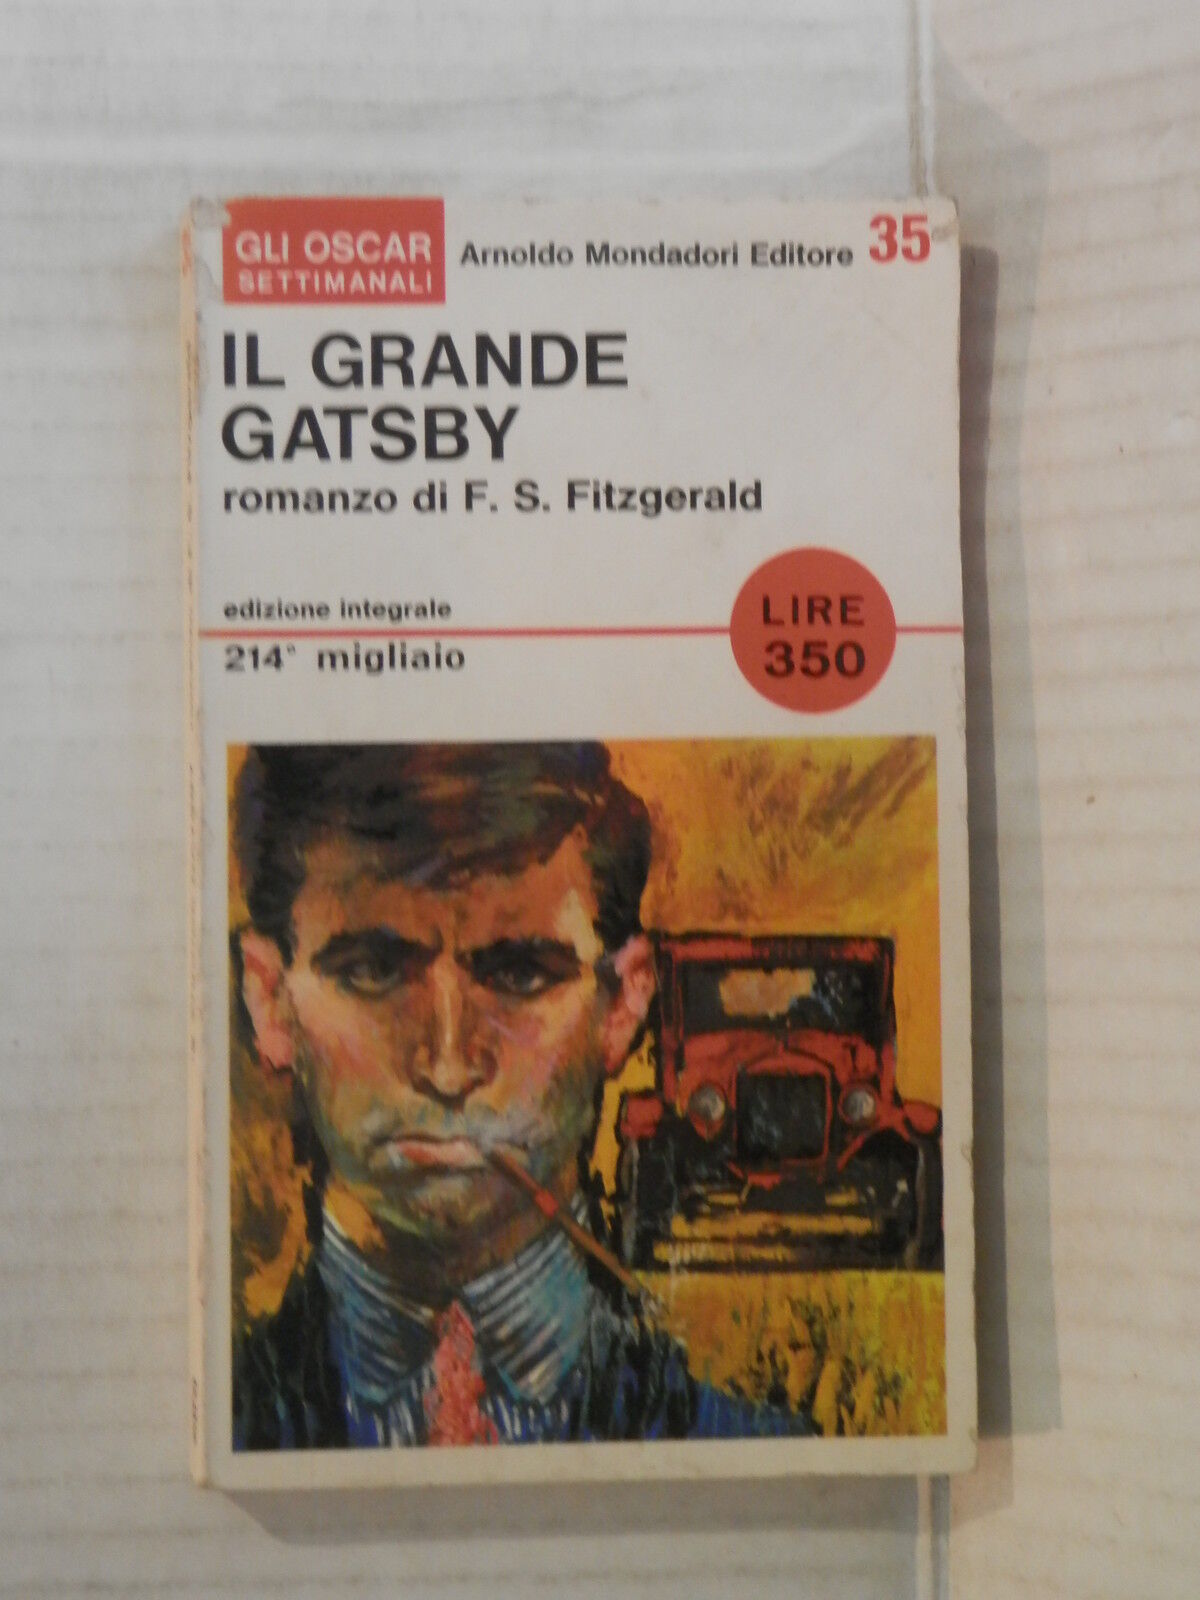 GLI OSCAR
SETTIMANALI
Arnoldo Mondadori Editore 35
IL GRANDE
GATSBY
romanzo di F. S. Fitzgerald
edizione integrale
214° migliaio
LIRE
350